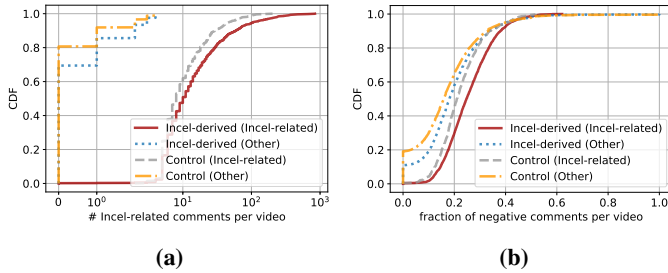 1.0
0.8
0.6
0.4
0.2
0.0
CDF
Incel-derived (Incel-related)
Incel-derived (Other)
Control (Incel-related)
Control (Other)
0 10⁰ 10¹ 10² 10³
# Incel-related comments per video
(a)
1.0
0.8
0.6
0.4
0.2
0.0
CDF
Incel-derived (Incel-related)
Incel-derived (Other)
Control (Incel-related)
Control (Other)
0.0 0.2 0.4 0.6 0.8 1.0
fraction of negative comments per video
(b)